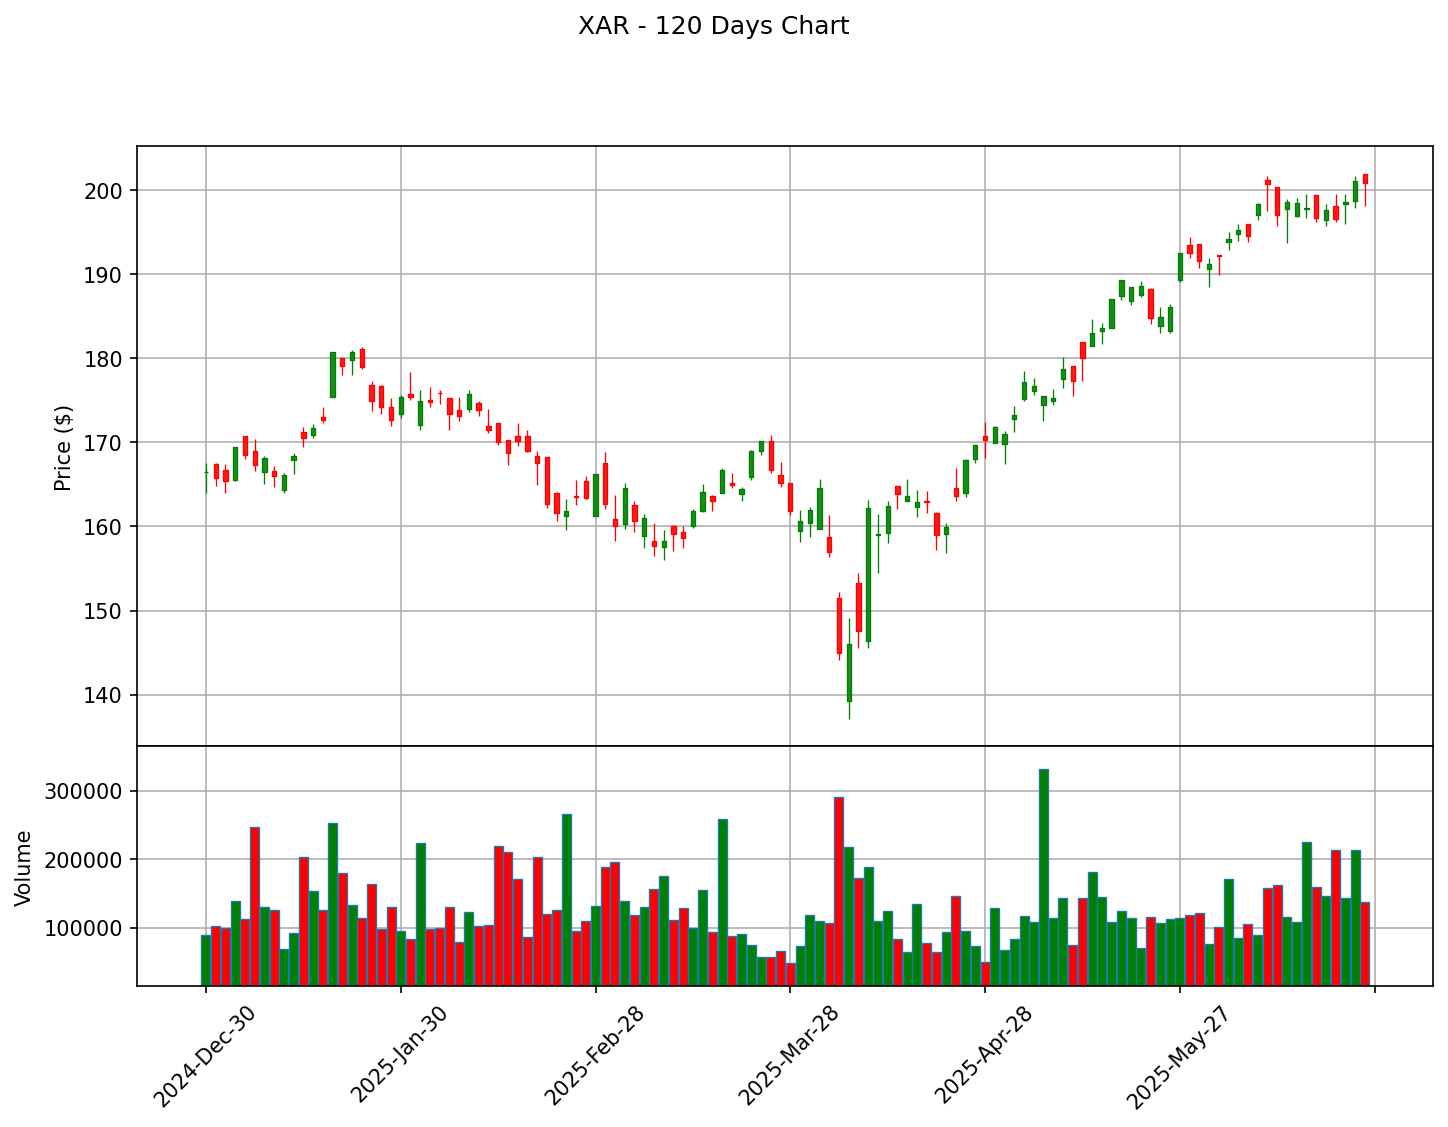 XAR - 120 Days Chart
Price ($)
200
190
180
170
160
150
140
Volume
300000
200000
100000
2024-Dec-30
2025-Jan-30
2025-Feb-28
2025-Mar-28
2025-Apr-28
2025-May-27